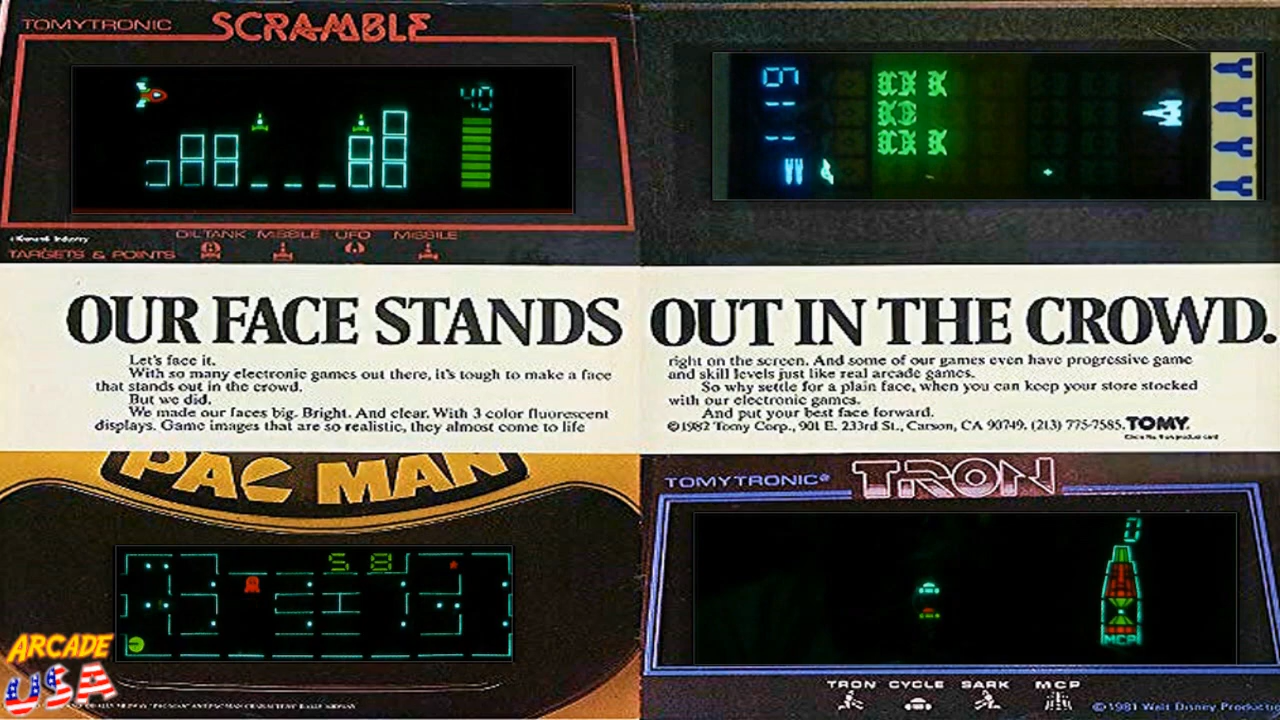 TOMYTRONIC SCRAMBLE
40
©Konami Industry
OIL TANK MISSILE UFO MISSILE
TARGETS & POINTS
OUR FACE STANDS OUT IN THE CROWD.
Let's face it.
With so many electronic games out there, it's tough to make a face
that stands out in the crowd.
But we did.
We made our faces big. Bright. And clear. With 3 color fluorescent
displays. Game images that are so realistic, they almost come to life
right on the screen. And some of our games even have progressive game
and skill levels just like real arcade games.
So why settle for a plain face, when you can keep your store stocked
with our electronic games.
And put your best face forward.
©1982 Tomy Corp., 901 E. 233rd St., Carson, CA 90749. (213) 775-7585. TOMY.
PAC MAN
58
ARCADE
USA
TOMYTRONIC® TRON
0
MCP
TRON CYCLE SARK MCP
©1981 Walt Disney Productio